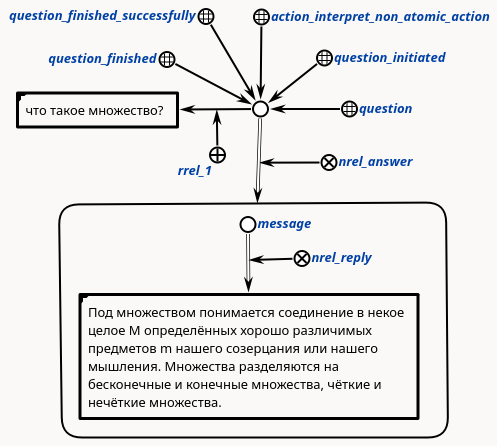 question_finished_successfully
action_interpret_non_atomic_action
question_finished
question_initiated
что такое множество?
question
rrel_1
nrel_answer
message
nrel_reply
Под множеством понимается соединение в некое
целое M определённых хорошо различимых
предметов m нашего созерцания или нашего
мышления. Множества разделяются на
бесконечные и конечные множества, чёткие и
нечёткие множества.